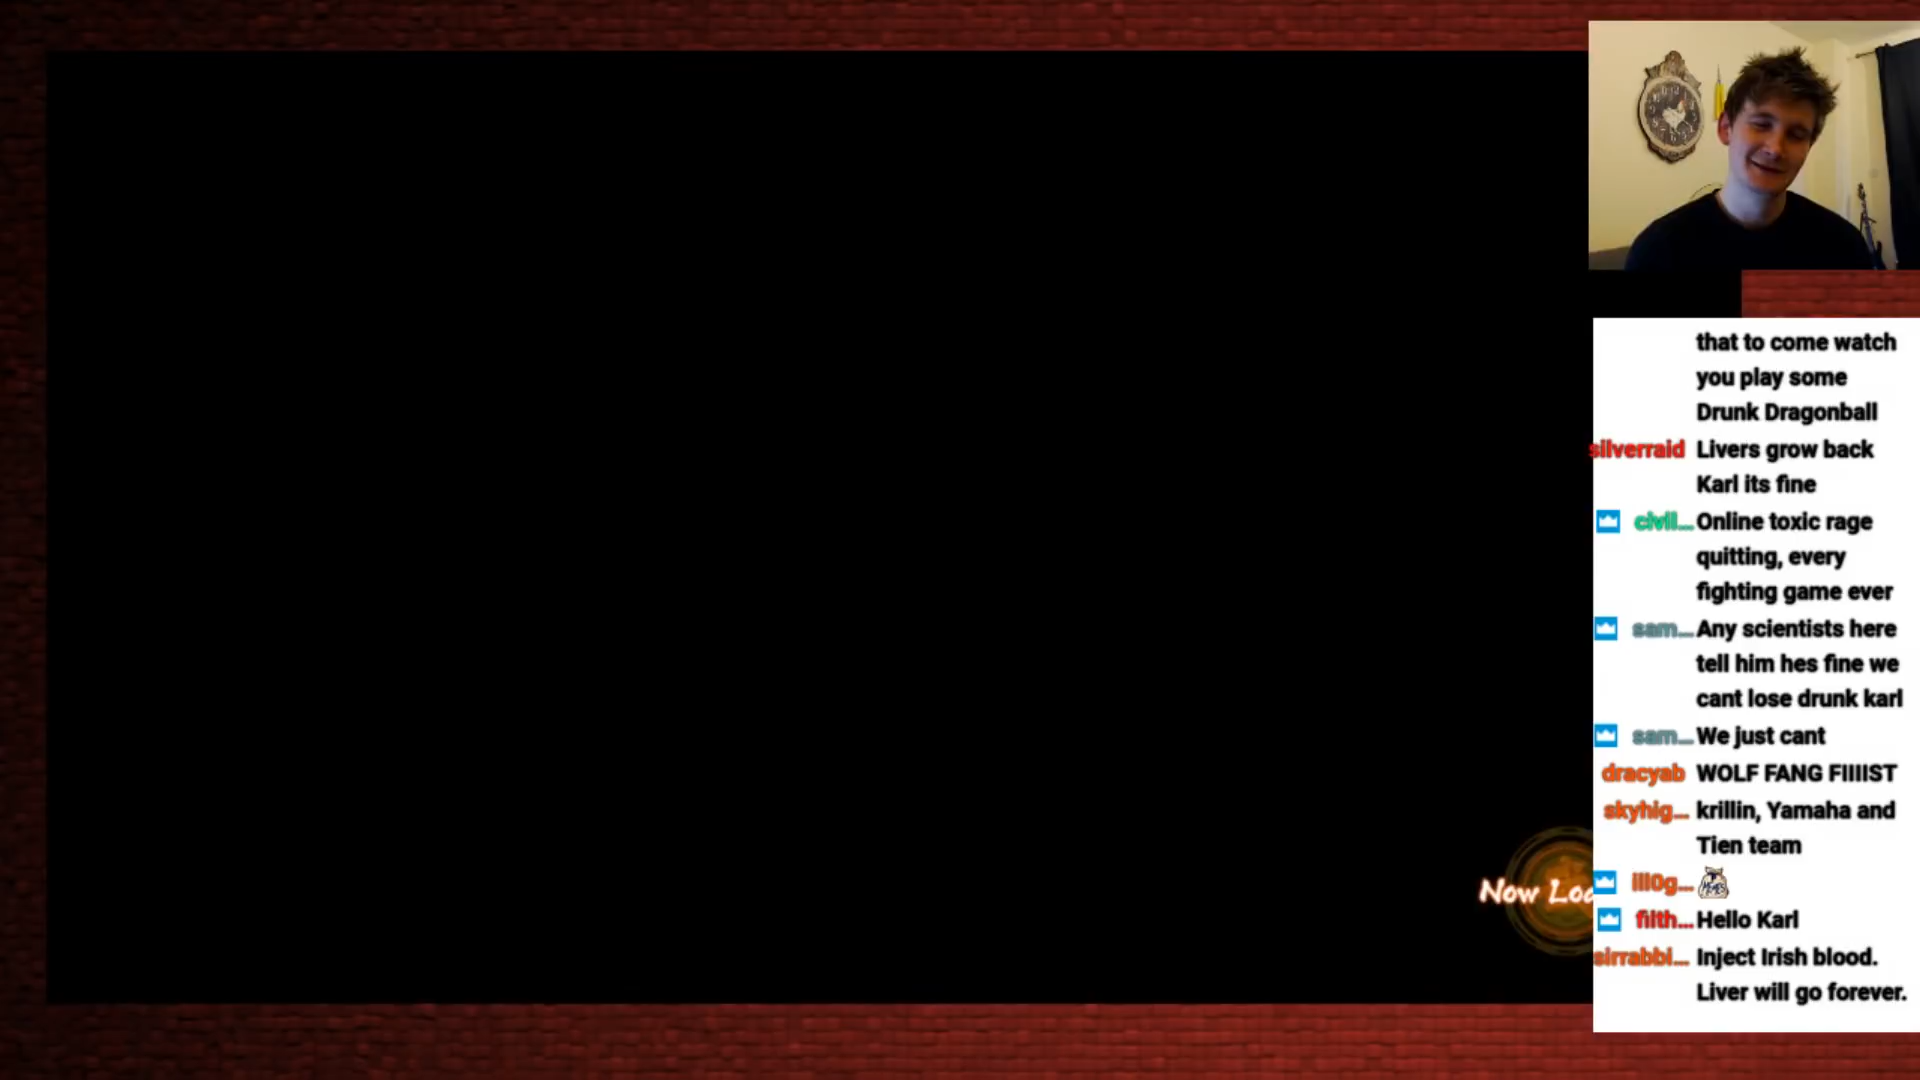 that to come watch
you play some
Drunk Dragonball
silverraid Livers grow back
Karl its fine
civil... Online toxic rage
quitting, every
fighting game ever
sam... Any scientists here
tell him hes fine we
cant lose drunk karl
sam... We just cant
dracyab WOLF FANG FIIIIST
skyhig... krillin, Yamaha and
Tien team
Now Loa
filth... Hello Karl
sirrabbi... Inject Irish blood.
Liver will go forever.